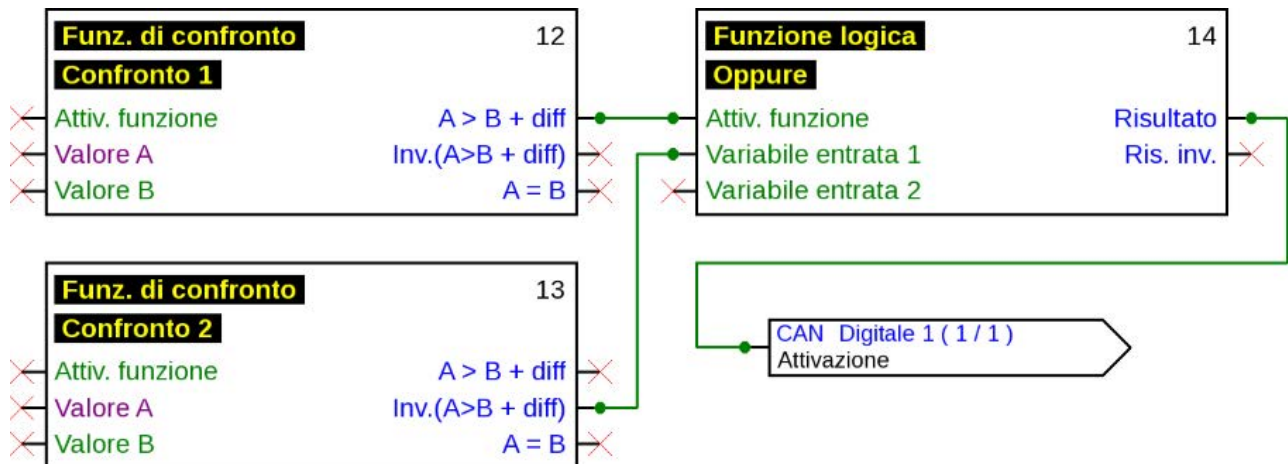 Funz. di confronto 12
Confronto 1
Attiv. funzione A > B + diff
Valore A Inv.(A>B + diff)
Valore B A = B
Funzione logica 14
Oppure
Attiv. funzione Risultato
Variabile entrata 1 Ris. inv.
Variabile entrata 2
Funz. di confronto 13
Confronto 2
Attiv. funzione A > B + diff
Valore A Inv.(A>B + diff)
Valore B A = B
CAN Digitale 1 ( 1 / 1 )
Attivazione